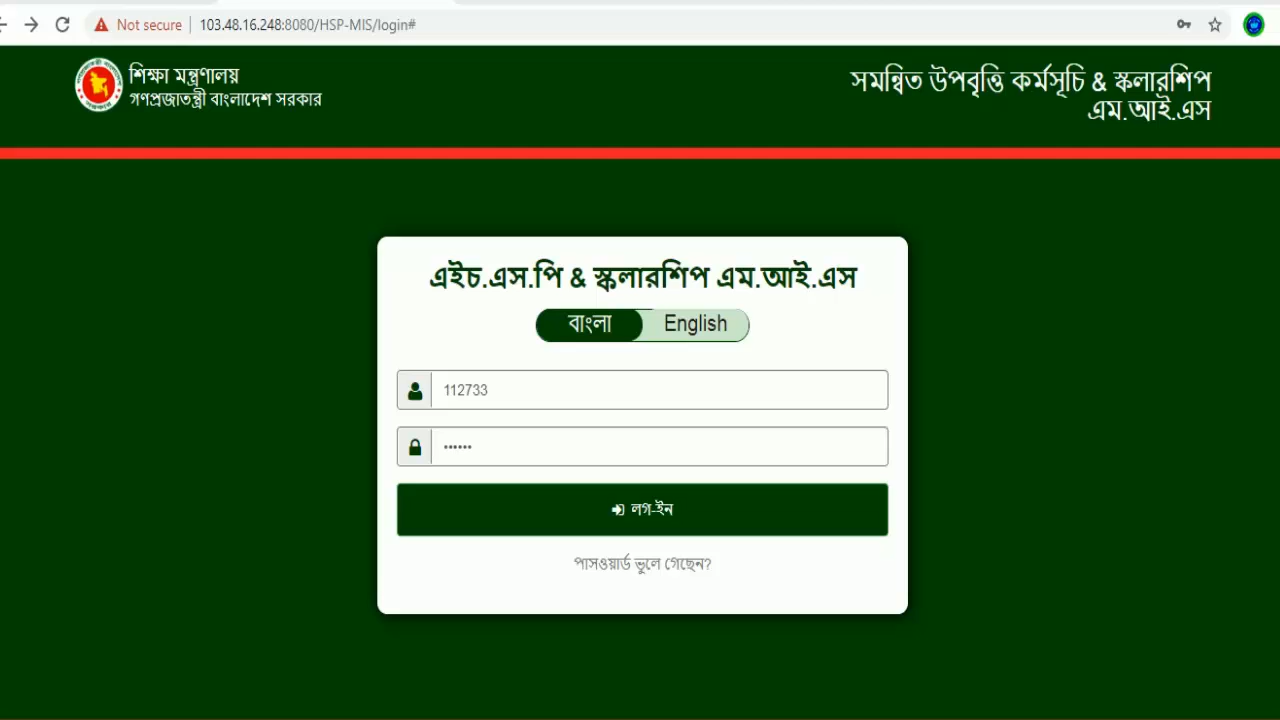 Not secure | 103.48.16.248:8080/HSP-MIS/login#
শিক্ষা মন্ত্রণালয়
গণপ্রজাতন্ত্রী বাংলাদেশ সরকার
সমন্বিত উপবৃত্তি কর্মসূচি & স্কলারশিপ
এম.আই.এস
এইচ.এস.পি & স্কলারশিপ এম.আই.এস
বাংলা English
112733
••••••
লগ-ইন
পাসওয়ার্ড ভুলে গেছেন?